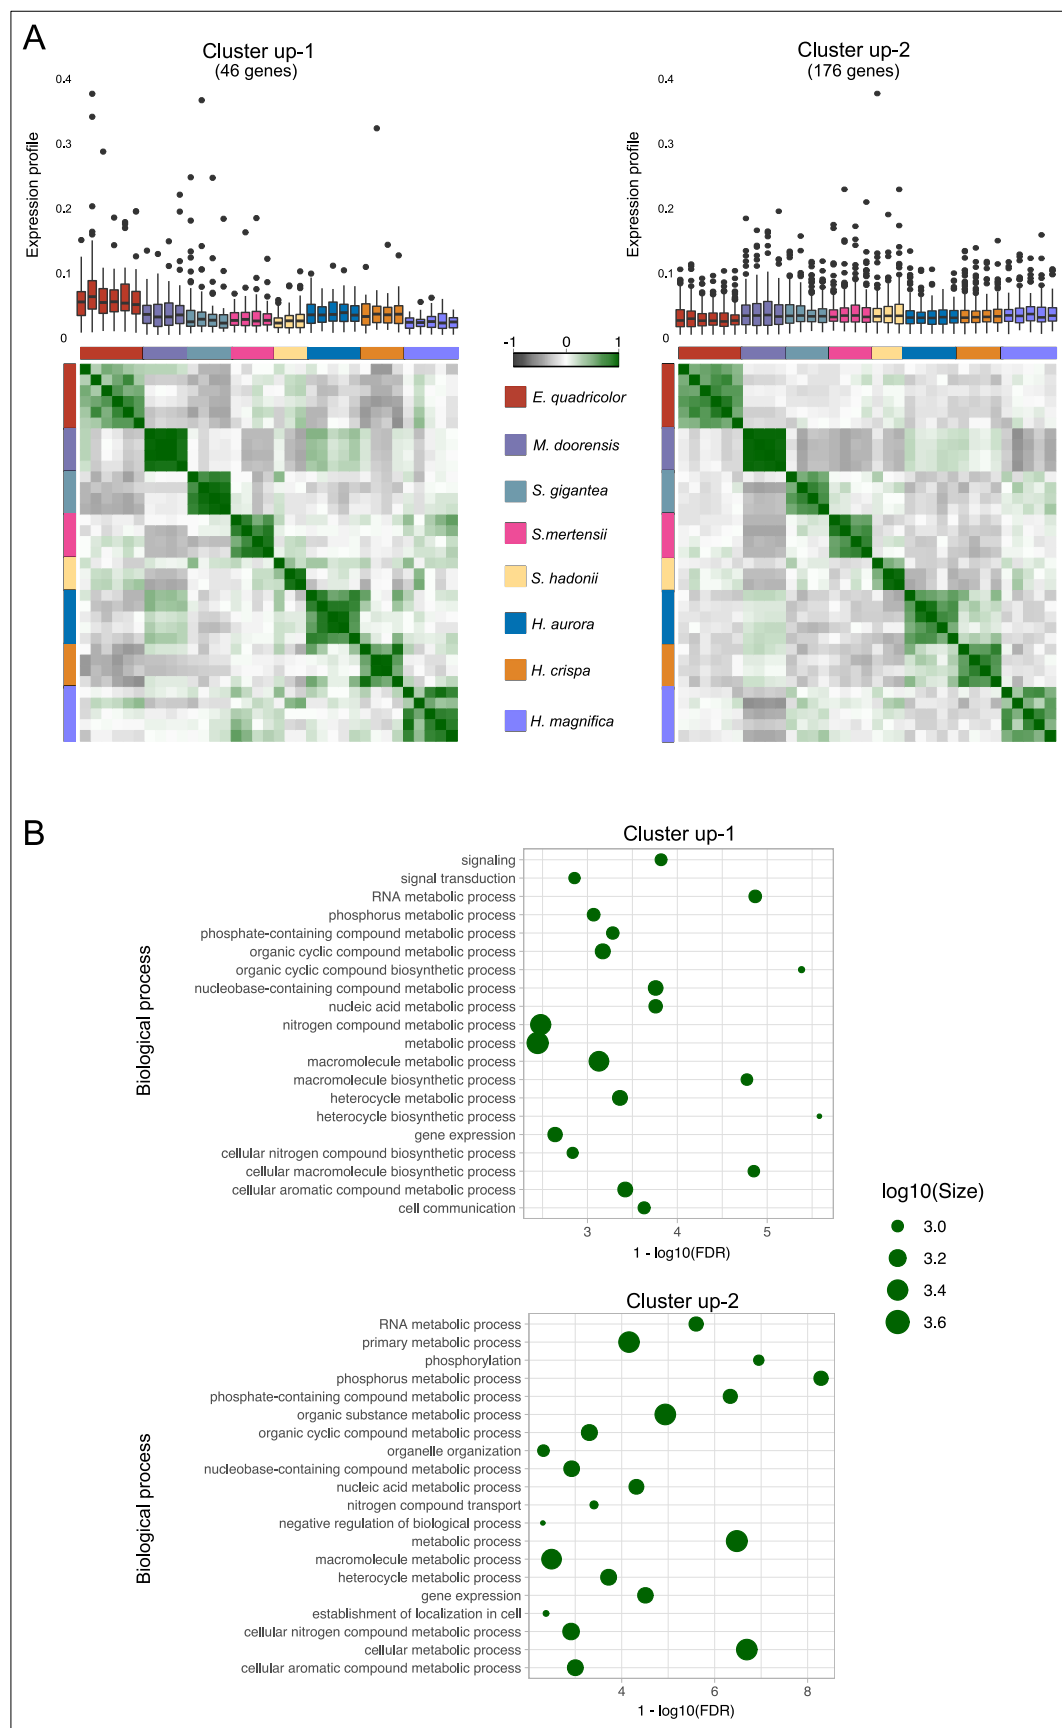 A
Cluster up-1
(46 genes)
Expression profile
0.4
0.3
0.2
0.1
0
Cluster up-2
(176 genes)
Expression profile
0.4
0.3
0.2
0.1
0
-1 0 1
E. quadricolor
M. doorensis
S. gigantea
S.mertensii
S. hadonii
H. aurora
H. crispa
H. magnifica
B
Cluster up-1
Biological process
signaling
signal transduction
RNA metabolic process
phosphorus metabolic process
phosphate-containing compound metabolic process
organic cyclic compound metabolic process
organic cyclic compound biosynthetic process
nucleobase-containing compound metabolic process
nucleic acid metabolic process
nitrogen compound metabolic process
metabolic process
macromolecule metabolic process
macromolecule biosynthetic process
heterocycle metabolic process
heterocycle biosynthetic process
gene expression
cellular nitrogen compound biosynthetic process
cellular macromolecule biosynthetic process
cellular aromatic compound metabolic process
cell communication
3 4 5
1 - log10(FDR)
log10(Size)
3.0
3.2
3.4
3.6
Cluster up-2
Biological process
RNA metabolic process
primary metabolic process
phosphorylation
phosphorus metabolic process
phosphate-containing compound metabolic process
organic substance metabolic process
organic cyclic compound metabolic process
organelle organization
nucleobase-containing compound metabolic process
nucleic acid metabolic process
nitrogen compound transport
negative regulation of biological process
metabolic process
macromolecule metabolic process
heterocycle metabolic process
gene expression
establishment of localization in cell
cellular nitrogen compound metabolic process
cellular metabolic process
cellular aromatic compound metabolic process
4 6 8
1 - log10(FDR)